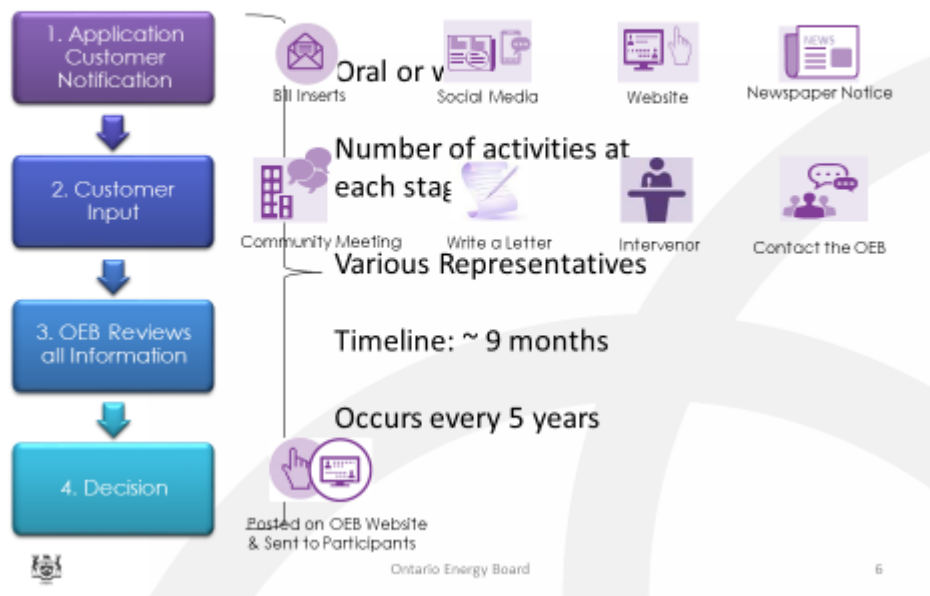 1. Application
Customer
Notification
NEWS
Oral or w
Bill Inserts
Social Media
Website
Newspaper Notice
Number of activities at
each stag
2. Customer
Input
Community Meeting
Write a Letter
Intervenor
Contact the OEB
Various Representatives
3. OEB Reviews
all Information
Timeline: ~ 9 months
Occurs every 5 years
4. Decision
Posted on OEB Website
& Sent to Participants
Ontario Energy Board
6